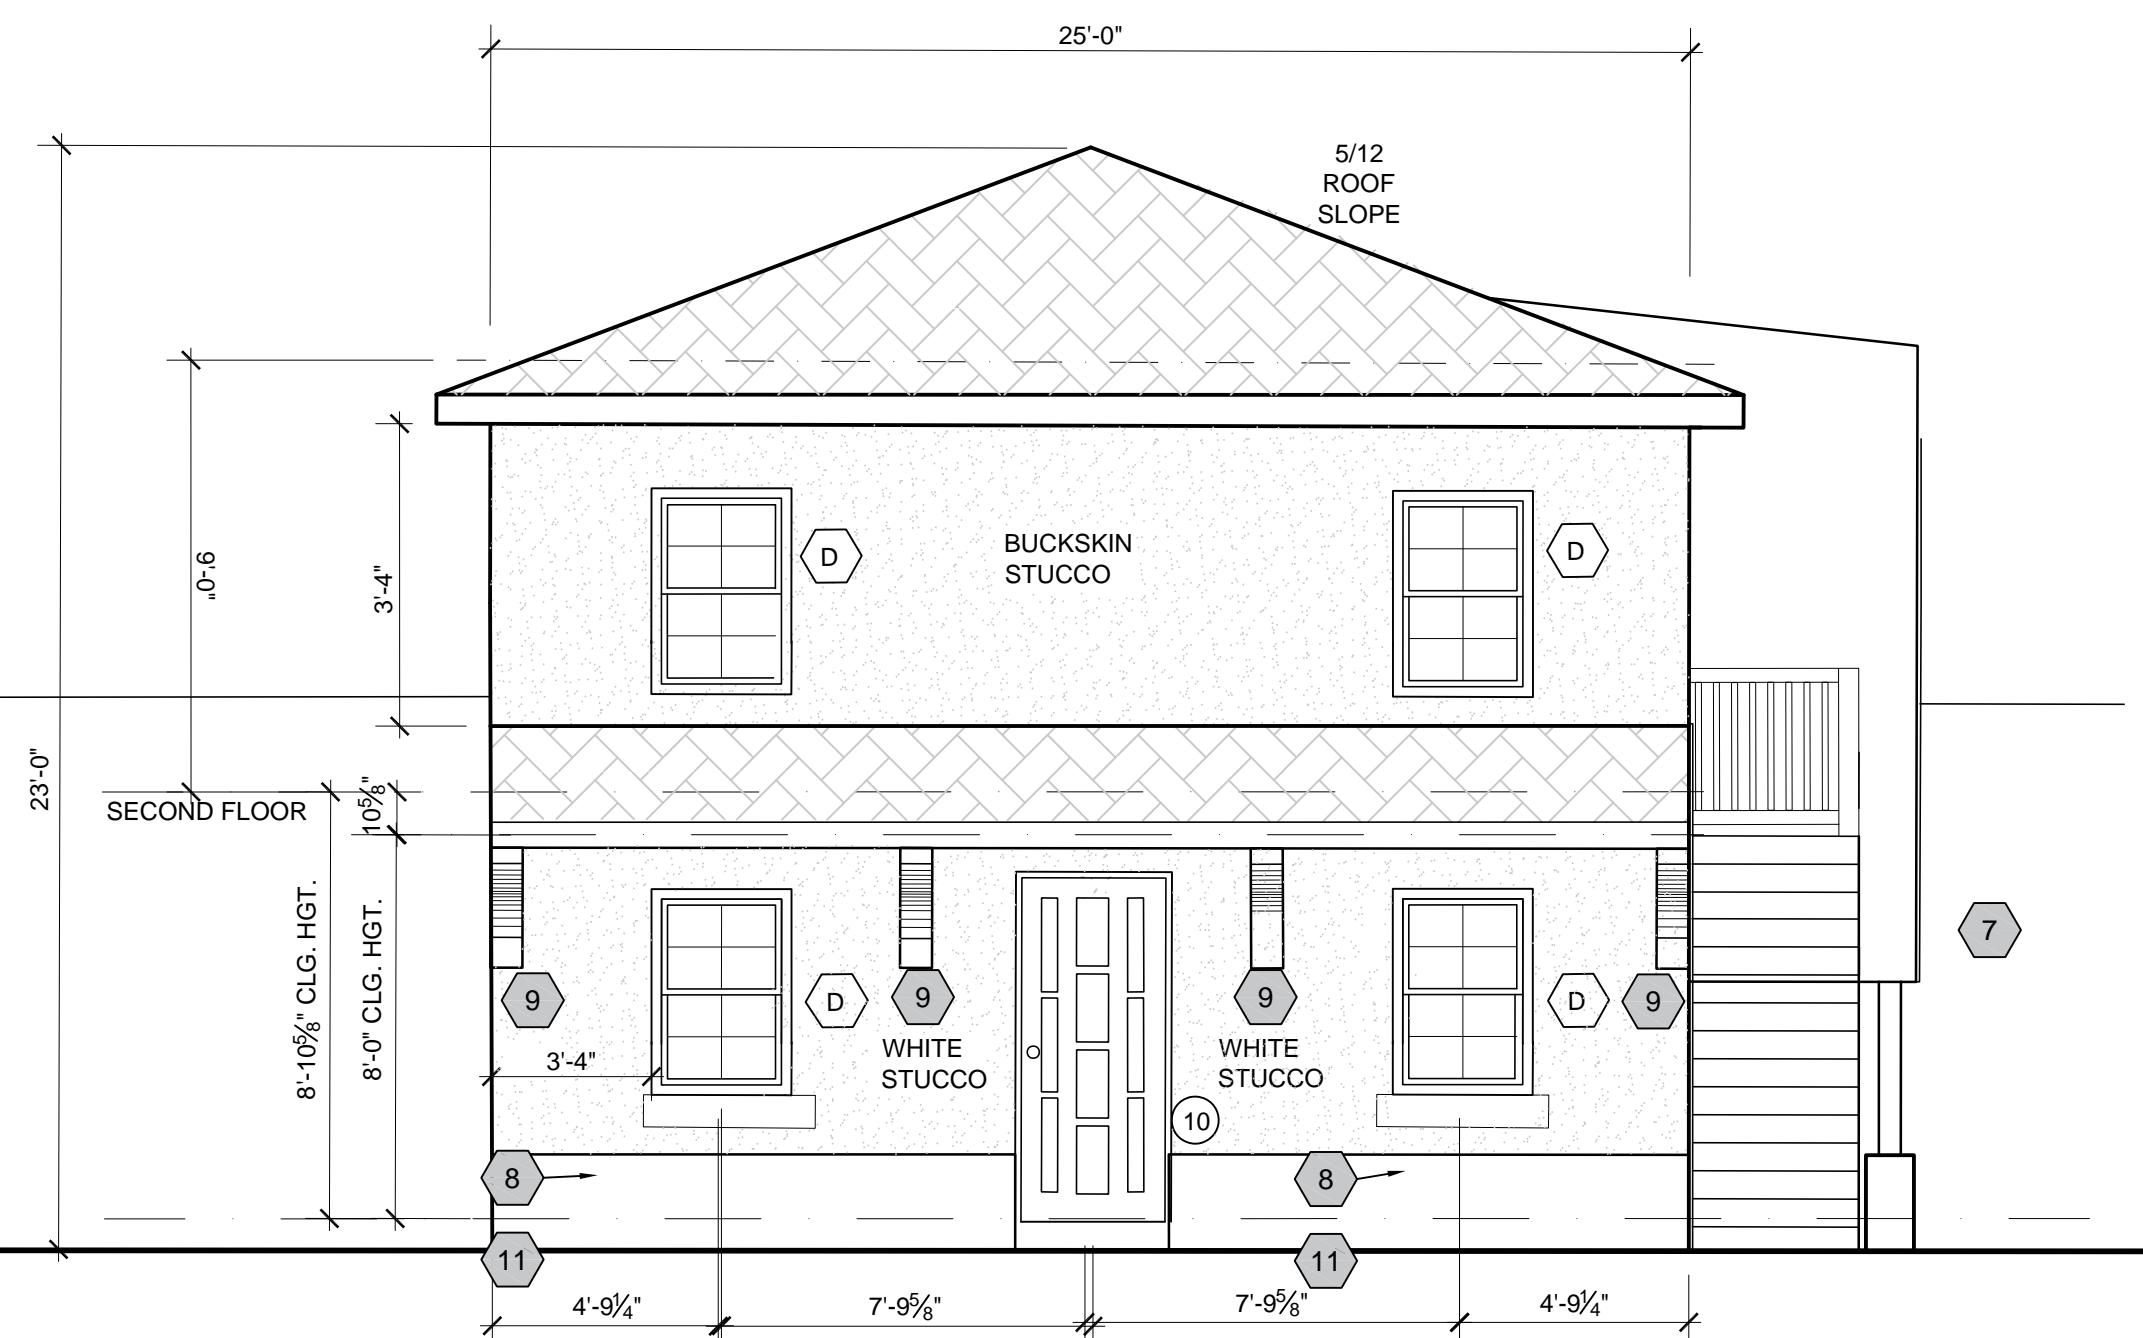 25'-0"
5/12
ROOF
SLOPE
9'-0"
3'-4"
D
BUCKSKIN
STUCCO
D
23'-0"
SECOND FLOOR
10⅝"
8'-10⅝" CLG. HGT.
8'-0" CLG. HGT.
7
9
D
9
9
D
9
3'-4"
WHITE
STUCCO
WHITE
STUCCO
10
8
8
11
11
4'-9¼"
7'-9⅝"
7'-9⅝"
4'-9¼"